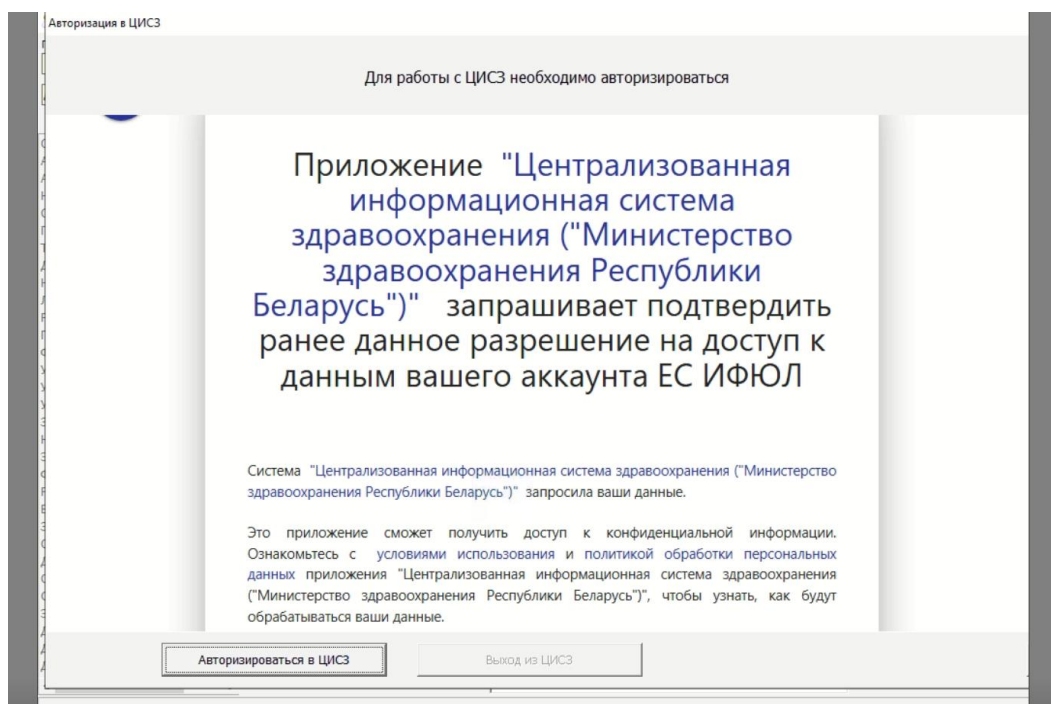 Авторизация в ЦИСЗ
Для работы с ЦИСЗ необходимо авторизироваться
Приложение "Централизованная
информационная система
здравоохранения ("Министерство
здравоохранения Республики
Беларусь")" запрашивает подтвердить
ранее данное разрешение на доступ к
данным вашего аккаунта ЕС ИФЮЛ
Система "Централизованная информационная система здравоохранения ("Министерство
здравоохранения Республики Беларусь")" запросила ваши данные.
Это приложение сможет получить доступ к конфиденциальной информации.
Ознакомьтесь с условиями использования и политикой обработки персональных
данных приложения "Централизованная информационная система здравоохранения
("Министерство здравоохранения Республики Беларусь")", чтобы узнать, как будут
обрабатываться ваши данные.
Авторизироваться в ЦИСЗ
Выход из ЦИСЗ